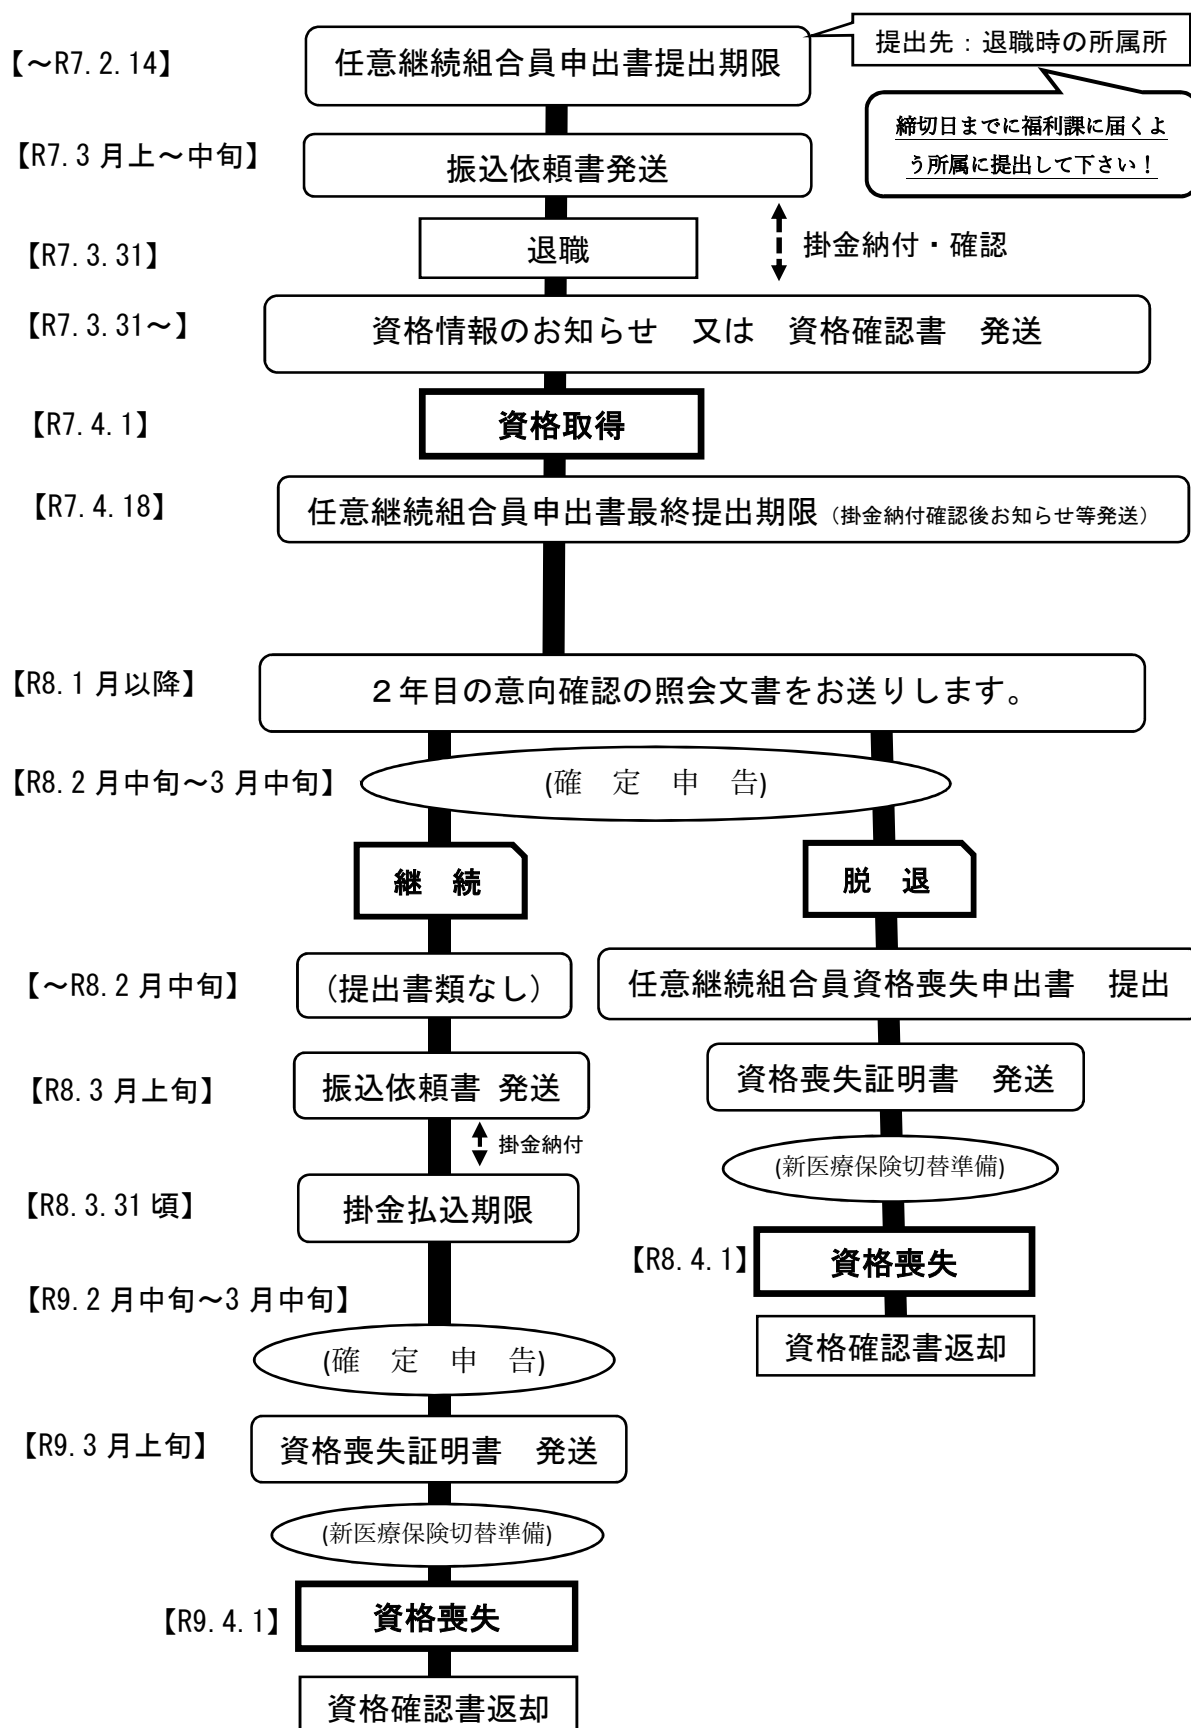 【～R7.2.14】
任意継続組合員申出書提出期限
提出先：退職時の所属所
締切日までに福利課に届くよ
う所属に提出して下さい！
【R7.3月上～中旬】
振込依頼書発送
掛金納付・確認
【R7.3.31】
退職
【R7.3.31～】
資格情報のお知らせ　又は　資格確認書　発送
【R7.4.1】
資格取得
【R7.4.18】
任意継続組合員申出書最終提出期限（掛金納付確認後お知らせ等発送）
【R8.1月以降】
２年目の意向確認の照会文書をお送りします。
【R8.2月中旬～3月中旬】
(確　定　申　告)
継　続
脱　退
【～R8.2月中旬】
（提出書類なし）
任意継続組合員資格喪失申出書　提出
【R8.3月上旬】
振込依頼書 発送
資格喪失証明書　発送
掛金納付
(新医療保険切替準備)
【R8.3.31頃】
掛金払込期限
【R8.4.1】
資格喪失
【R9.2月中旬～3月中旬】
資格確認書返却
(確　定　申　告)
【R9.3月上旬】
資格喪失証明書　発送
(新医療保険切替準備)
【R9.4.1】
資格喪失
資格確認書返却